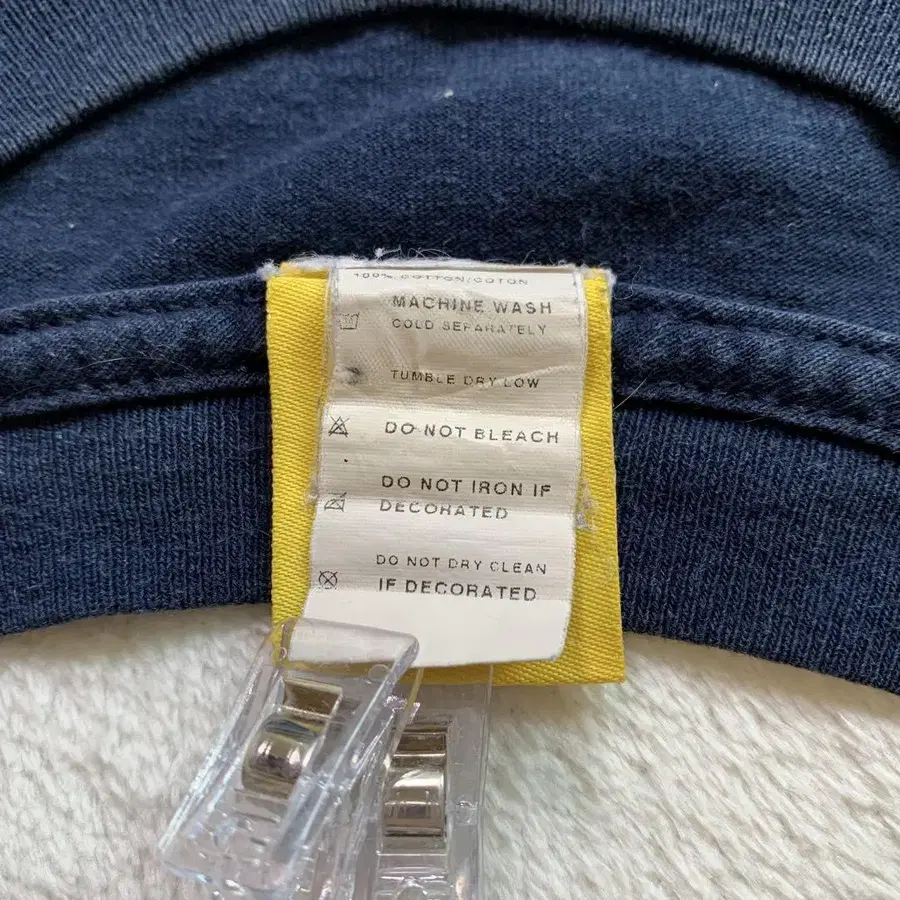 100% COTTON/COTON
MACHINE WASH
COLD SEPARATELY
TUMBLE DRY LOW
DO NOT BLEACH
DO NOT IRON IF
DECORATED
DO NOT DRY CLEAN
IF DECORATED